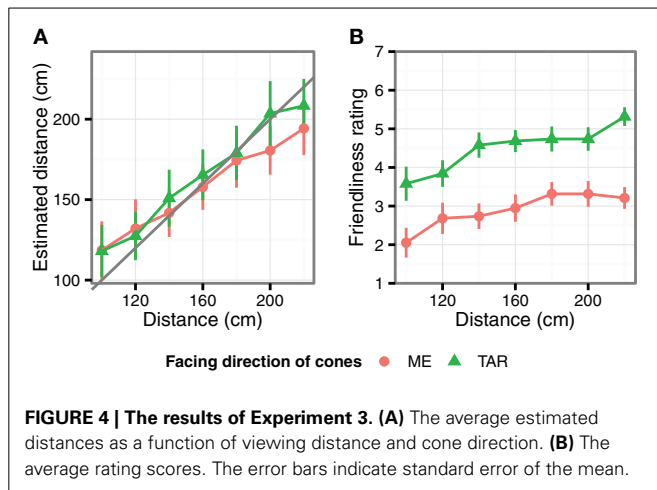 A
B
Estimated distance (cm)
200
150
100
120
160
200
Distance (cm)
Friendliness rating
7
6
5
4
3
2
1
120
160
200
Distance (cm)
Facing direction of cones ME TAR
FIGURE 4 | The results of Experiment 3. (A) The average estimated
distances as a function of viewing distance and cone direction. (B) The
average rating scores. The error bars indicate standard error of the mean.